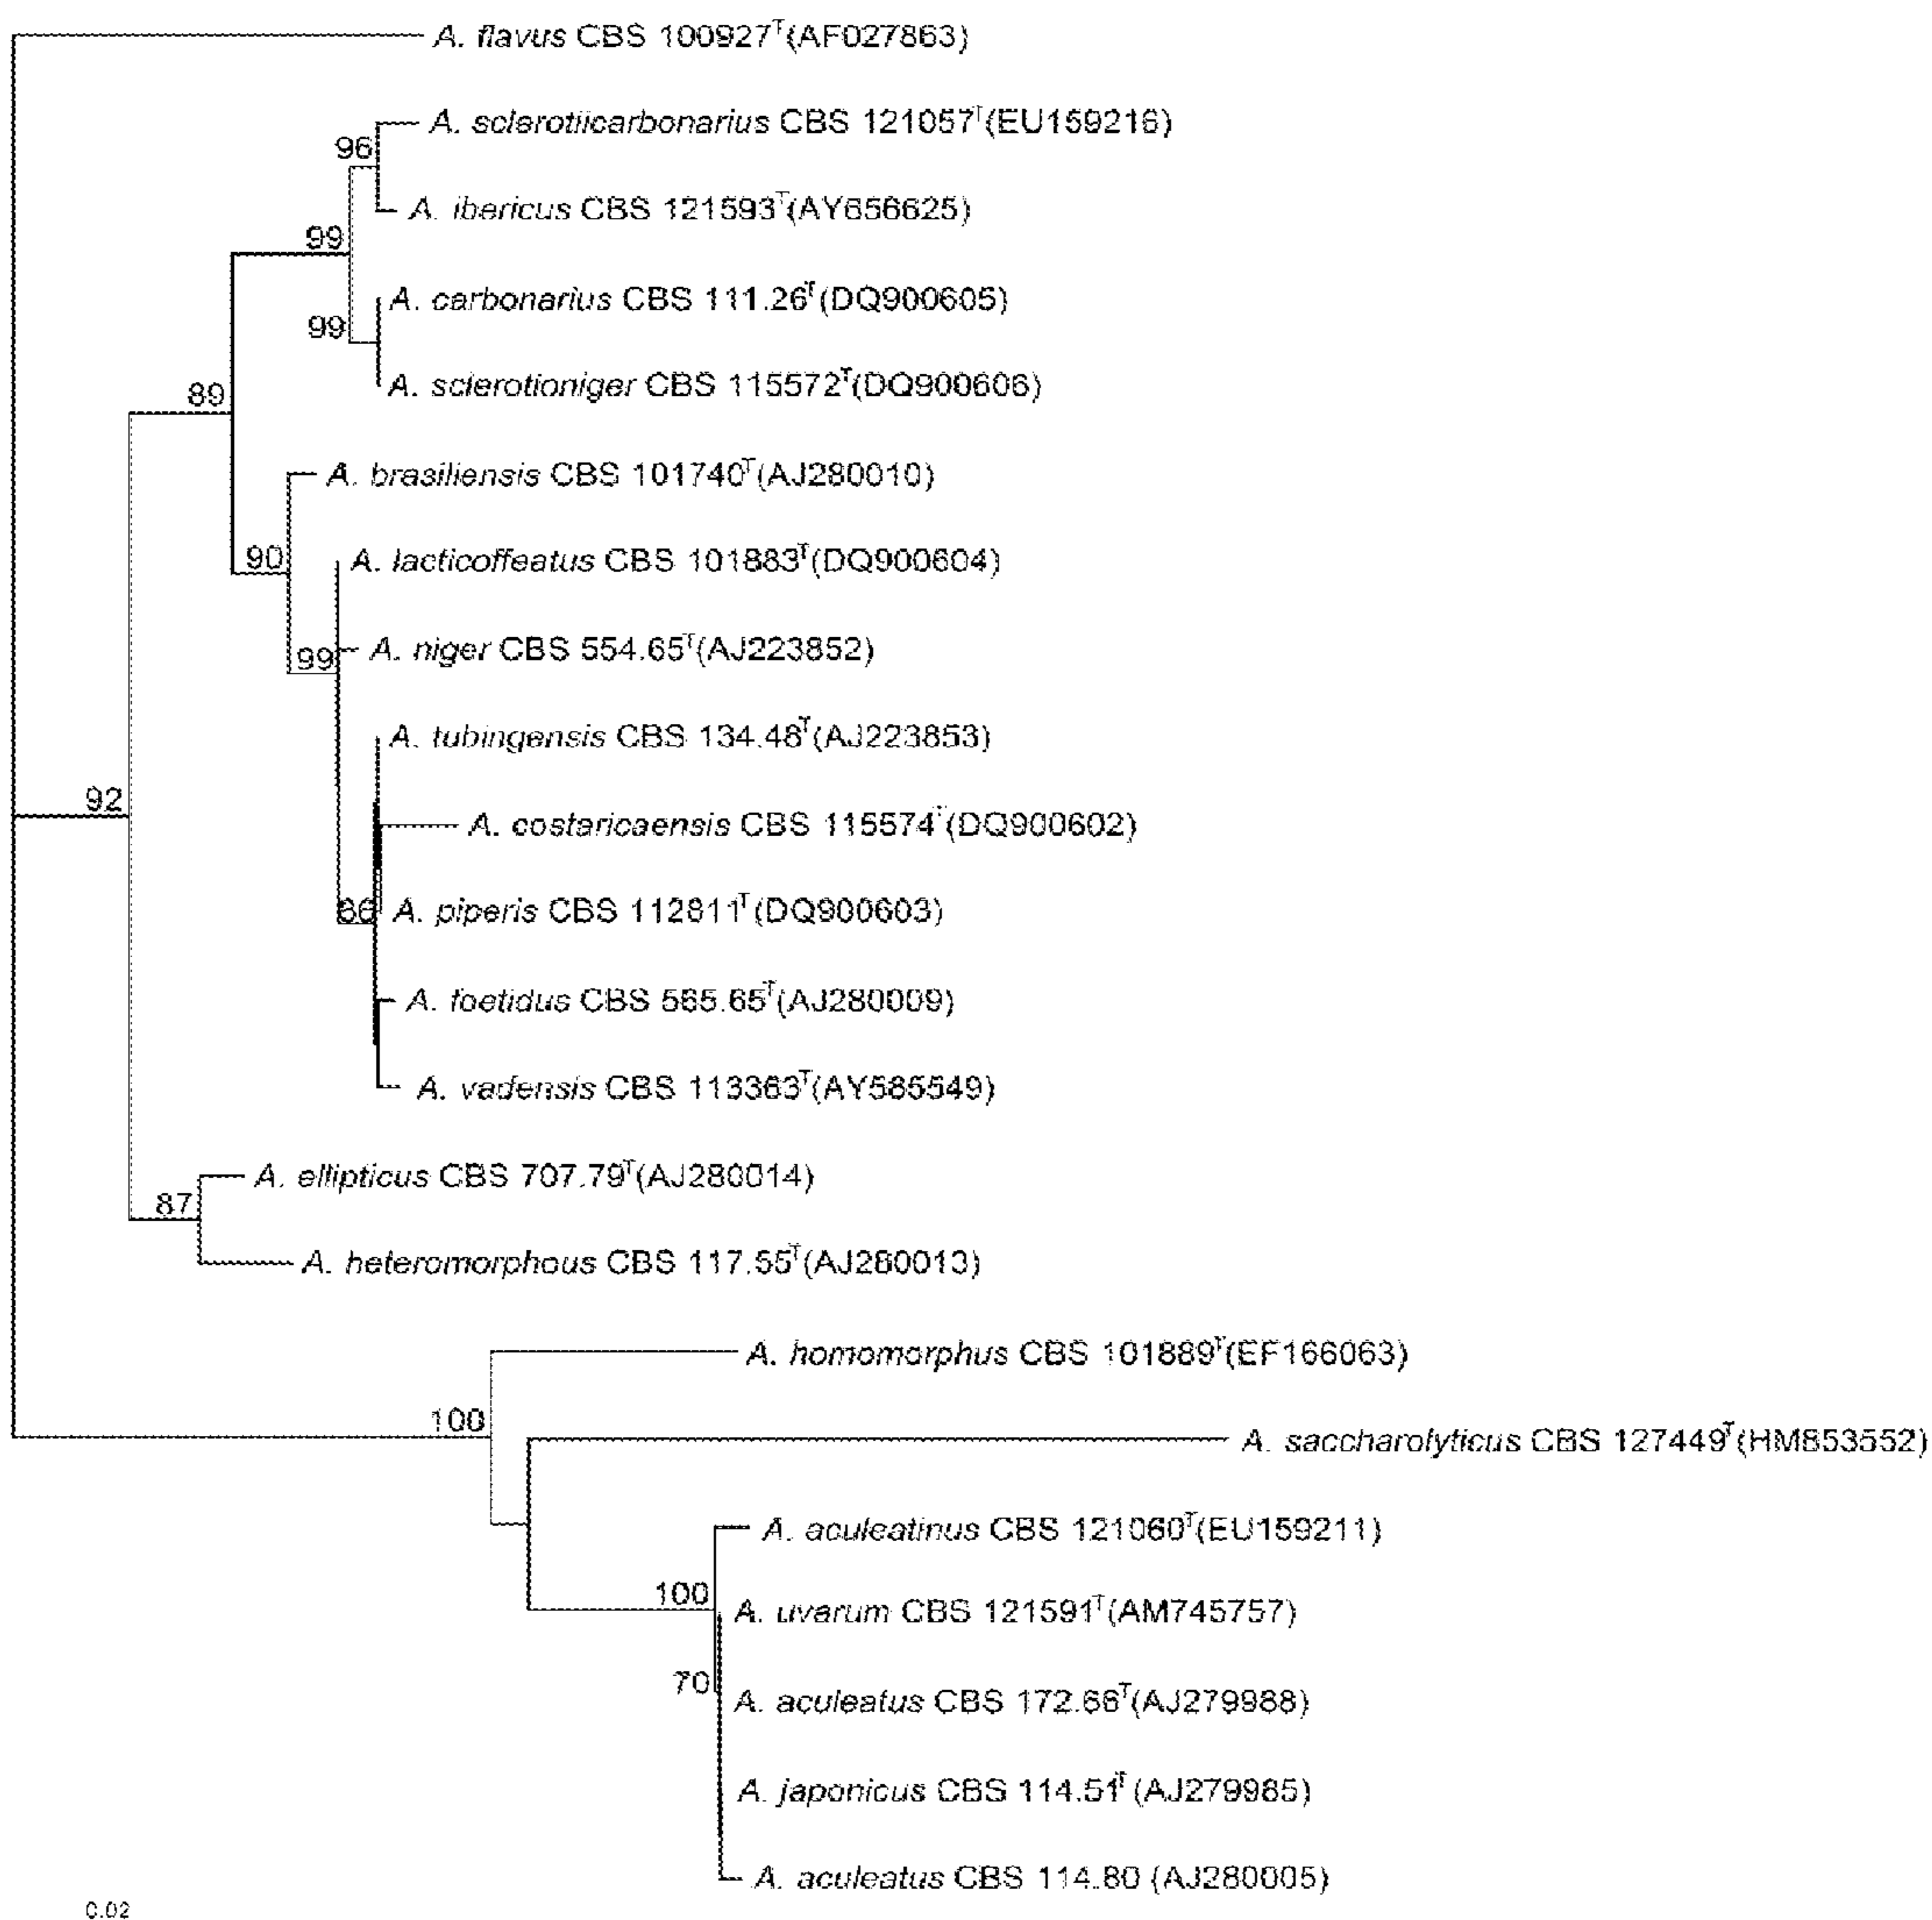 A. flavus CBS 100927T(AF027863)
A. sclerotiicarbonarius CBS 121057T(EU159216)
96
A. ibericus CBS 121593T(AY656625)
99
A. carbonarius CBS 111.26T(DQ900605)
99
A. sclerotioniger CBS 115572T(DQ900606)
89
A. brasiliensis CBS 101740T(AJ280010)
90
A. lacticoffeatus CBS 101883T(DQ900604)
A. niger CBS 554.65T(AJ223852)
99
A. tubingensis CBS 134.48T(AJ223853)
92
A. costaricaensis CBS 115574T(DQ900602)
A. piperis CBS 112811T(DQ900603)
A. foetidus CBS 565.65T(AJ280009)
A. vadensis CBS 113363T(AY585549)
A. ellipticus CBS 707.79T(AJ280014)
87
A. heteromorphous CBS 117.55T(AJ280013)
A. homomorphus CBS 101889T(EF166063)
100
A. saccharolyticus CBS 127449T(HM853552)
A. aculeatinus CBS 121060T(EU159211)
100
A. uvarum CBS 121591T(AM745757)
70
A. aculeatus CBS 172.66T(AJ279988)
A. japonicus CBS 114.51T (AJ279985)
A. aculeatus CBS 114.80 (AJ280005)
0.02